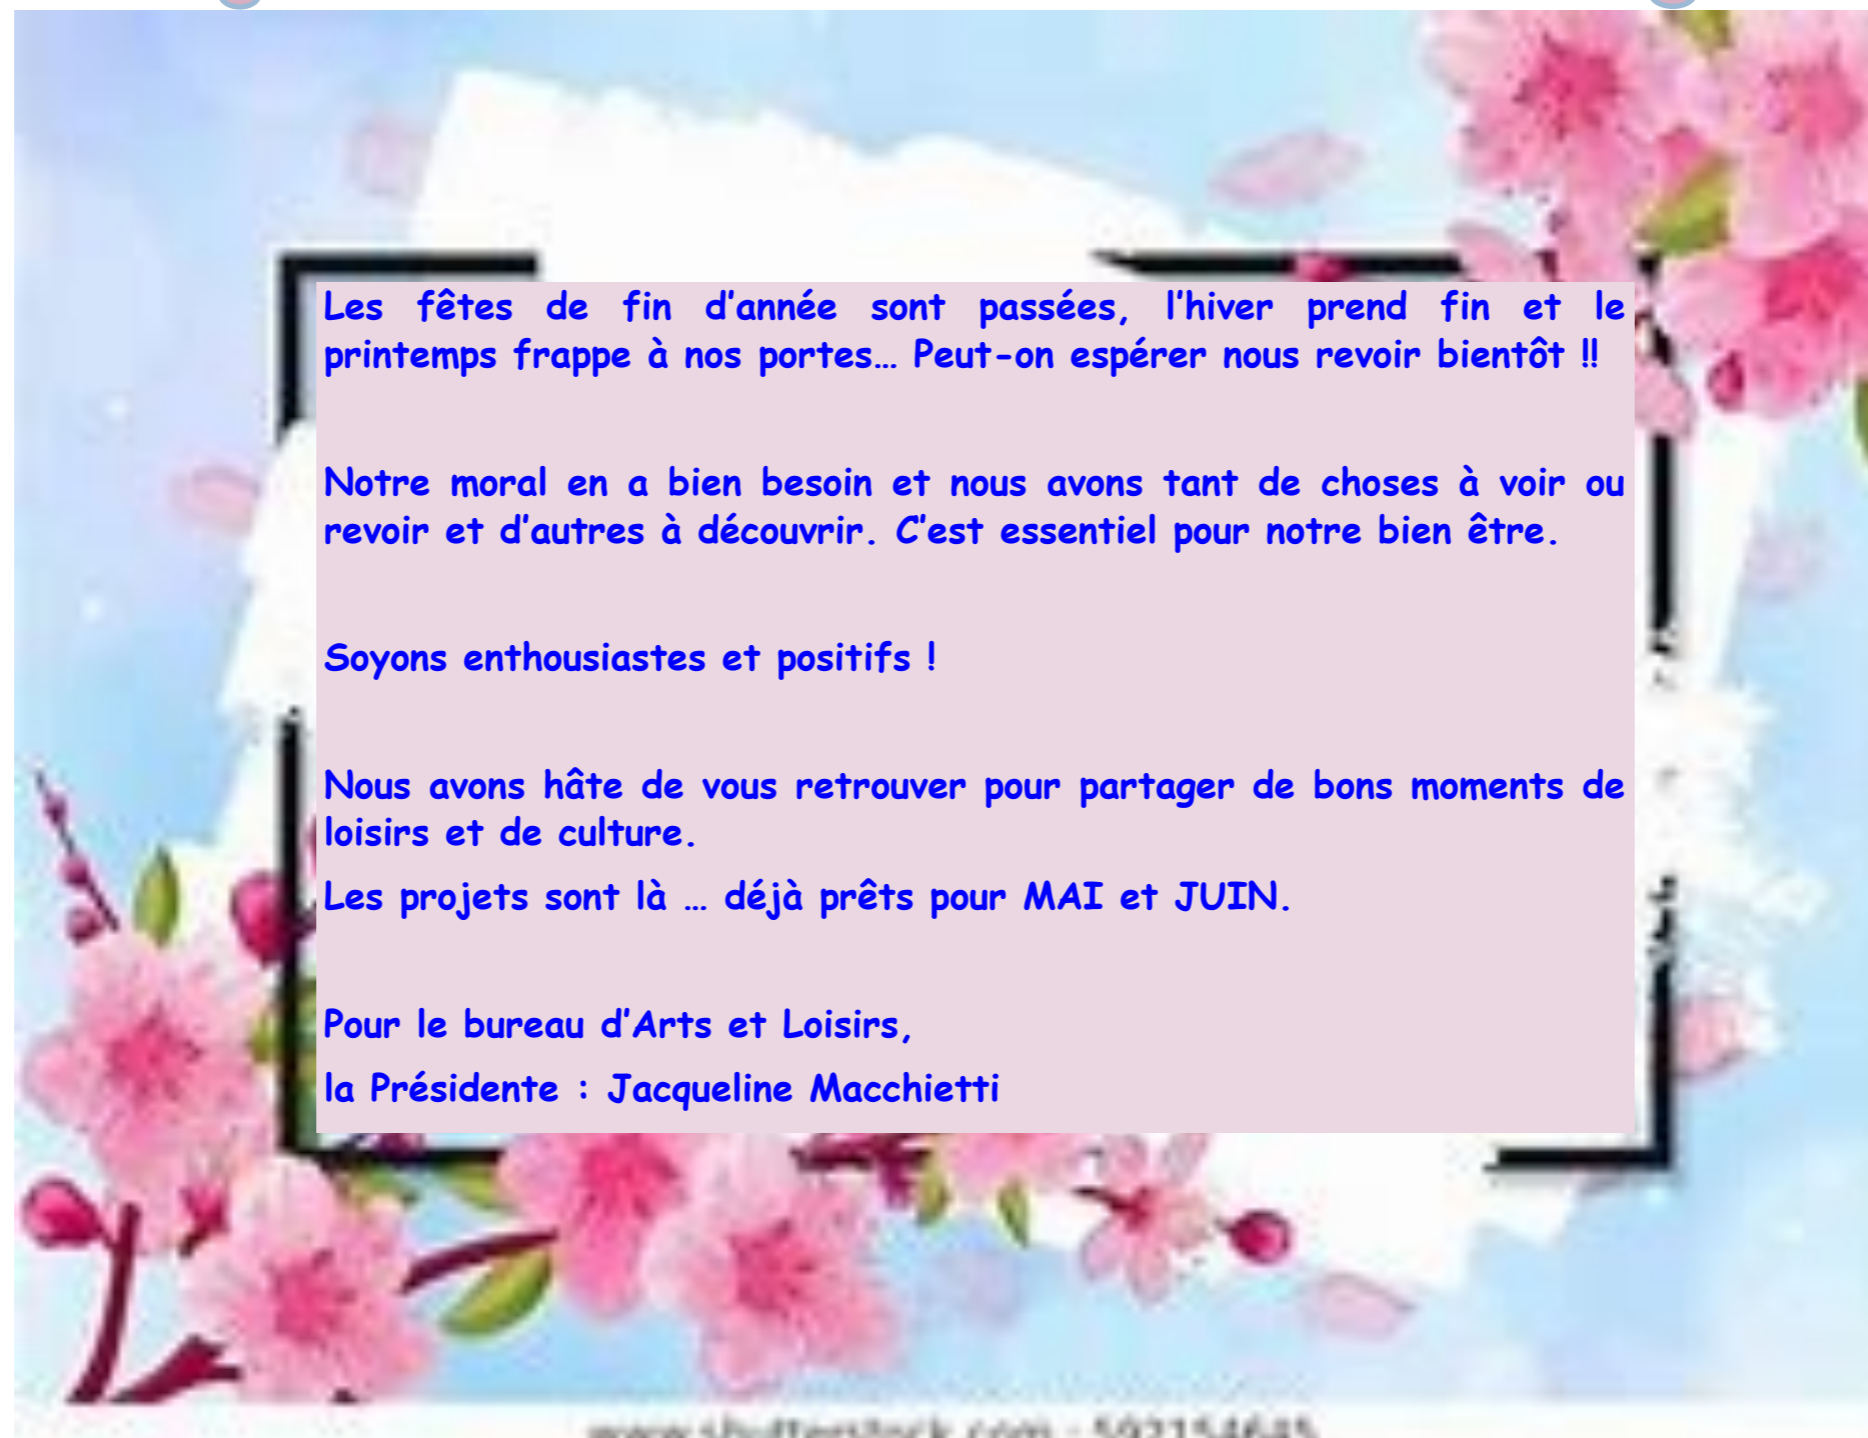 Les fêtes de fin d'année sont passées, l'hiver prend fin et le
printemps frappe à nos portes… Peut-on espérer nous revoir bientôt !!
Notre moral en a bien besoin et nous avons tant de choses à voir ou
revoir et d'autres à découvrir. C'est essentiel pour notre bien être.
Soyons enthousiastes et positifs !
Nous avons hâte de vous retrouver pour partager de bons moments de
loisirs et de culture.
Les projets sont là … déjà prêts pour MAI et JUIN.
Pour le bureau d'Arts et Loisirs,
la Présidente : Jacqueline Macchietti
www.shutterstock.com · 592154645